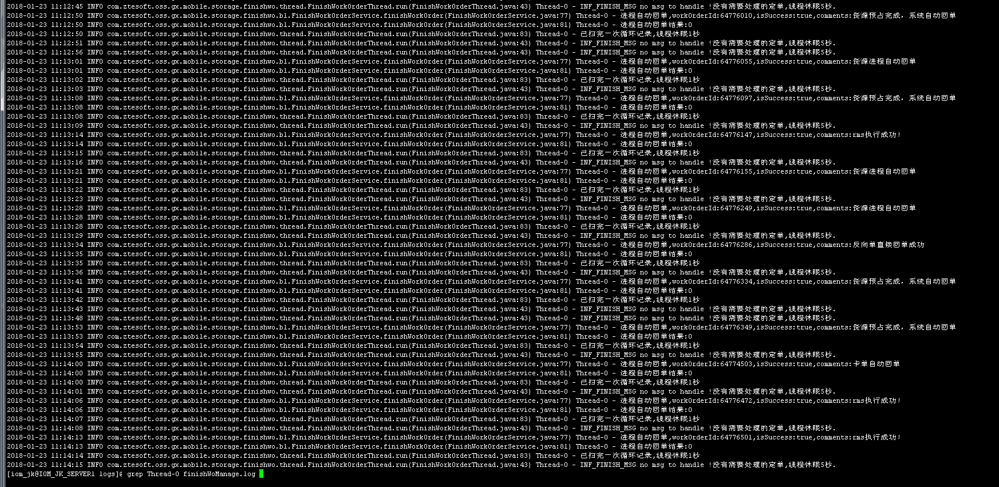 2018-01-23 11:12:45 INFO com.ztesoft.oss.gx.mobile.storage.finishwo.thread.FinishWorkOrderThread.run(FinishWorkOrderThread.java:43) Thread-0 - INF_FINISH_MSG no msg to handle !没有需要处理的定单,线程休眠5秒.
2018-01-23 11:12:50 INFO com.ztesoft.oss.gx.mobile.storage.finishwo.bl.FinishWorkOrderService.finishWorkOrder(FinishWorkOrderService.java:77) Thread-0 - 进程自动回单,workOrderId:64776010,isSuccess:true,comments:资源预占完成，系统自动回单
2018-01-23 11:12:50 INFO com.ztesoft.oss.gx.mobile.storage.finishwo.bl.FinishWorkOrderService.finishWorkOrder(FinishWorkOrderService.java:81) Thread-0 - 进程自动回单结果:0
2018-01-23 11:12:50 INFO com.ztesoft.oss.gx.mobile.storage.finishwo.thread.FinishWorkOrderThread.run(FinishWorkOrderThread.java:83) Thread-0 - 已扫完一次循环记录,线程休眠1秒
2018-01-23 11:12:51 INFO com.ztesoft.oss.gx.mobile.storage.finishwo.thread.FinishWorkOrderThread.run(FinishWorkOrderThread.java:43) Thread-0 - INF_FINISH_MSG no msg to handle !没有需要处理的定单,线程休眠5秒.
2018-01-23 11:12:56 INFO com.ztesoft.oss.gx.mobile.storage.finishwo.thread.FinishWorkOrderThread.run(FinishWorkOrderThread.java:43) Thread-0 - INF_FINISH_MSG no msg to handle !没有需要处理的定单,线程休眠5秒.
2018-01-23 11:13:01 INFO com.ztesoft.oss.gx.mobile.storage.finishwo.bl.FinishWorkOrderService.finishWorkOrder(FinishWorkOrderService.java:77) Thread-0 - 进程自动回单,workOrderId:64776055,isSuccess:true,comments:资源进程自动回单
2018-01-23 11:13:01 INFO com.ztesoft.oss.gx.mobile.storage.finishwo.bl.FinishWorkOrderService.finishWorkOrder(FinishWorkOrderService.java:81) Thread-0 - 进程自动回单结果:0
2018-01-23 11:13:02 INFO com.ztesoft.oss.gx.mobile.storage.finishwo.thread.FinishWorkOrderThread.run(FinishWorkOrderThread.java:83) Thread-0 - 已扫完一次循环记录,线程休眠1秒
2018-01-23 11:13:03 INFO com.ztesoft.oss.gx.mobile.storage.finishwo.thread.FinishWorkOrderThread.run(FinishWorkOrderThread.java:43) Thread-0 - INF_FINISH_MSG no msg to handle !没有需要处理的定单,线程休眠5秒.
2018-01-23 11:13:08 INFO com.ztesoft.oss.gx.mobile.storage.finishwo.bl.FinishWorkOrderService.finishWorkOrder(FinishWorkOrderService.java:77) Thread-0 - 进程自动回单,workOrderId:64776097,isSuccess:true,comments:资源预占完成，系统自动回单
2018-01-23 11:13:08 INFO com.ztesoft.oss.gx.mobile.storage.finishwo.bl.FinishWorkOrderService.finishWorkOrder(FinishWorkOrderService.java:81) Thread-0 - 进程自动回单结果:0
2018-01-23 11:13:08 INFO com.ztesoft.oss.gx.mobile.storage.finishwo.thread.FinishWorkOrderThread.run(FinishWorkOrderThread.java:83) Thread-0 - 已扫完一次循环记录,线程休眠1秒
2018-01-23 11:13:09 INFO com.ztesoft.oss.gx.mobile.storage.finishwo.thread.FinishWorkOrderThread.run(FinishWorkOrderThread.java:43) Thread-0 - INF_FINISH_MSG no msg to handle !没有需要处理的定单,线程休眠5秒.
2018-01-23 11:13:14 INFO com.ztesoft.oss.gx.mobile.storage.finishwo.bl.FinishWorkOrderService.finishWorkOrder(FinishWorkOrderService.java:77) Thread-0 - 进程自动回单,workOrderId:64776147,isSuccess:true,comments:rms执行成功!
2018-01-23 11:13:14 INFO com.ztesoft.oss.gx.mobile.storage.finishwo.bl.FinishWorkOrderService.finishWorkOrder(FinishWorkOrderService.java:81) Thread-0 - 进程自动回单结果:0
2018-01-23 11:13:15 INFO com.ztesoft.oss.gx.mobile.storage.finishwo.thread.FinishWorkOrderThread.run(FinishWorkOrderThread.java:83) Thread-0 - 已扫完一次循环记录,线程休眠1秒
2018-01-23 11:13:16 INFO com.ztesoft.oss.gx.mobile.storage.finishwo.thread.FinishWorkOrderThread.run(FinishWorkOrderThread.java:43) Thread-0 - INF_FINISH_MSG no msg to handle !没有需要处理的定单,线程休眠5秒.
2018-01-23 11:13:21 INFO com.ztesoft.oss.gx.mobile.storage.finishwo.bl.FinishWorkOrderService.finishWorkOrder(FinishWorkOrderService.java:77) Thread-0 - 进程自动回单,workOrderId:64776155,isSuccess:true,comments:资源进程自动回单
2018-01-23 11:13:21 INFO com.ztesoft.oss.gx.mobile.storage.finishwo.bl.FinishWorkOrderService.finishWorkOrder(FinishWorkOrderService.java:81) Thread-0 - 进程自动回单结果:0
2018-01-23 11:13:22 INFO com.ztesoft.oss.gx.mobile.storage.finishwo.thread.FinishWorkOrderThread.run(FinishWorkOrderThread.java:83) Thread-0 - 已扫完一次循环记录,线程休眠1秒
2018-01-23 11:13:23 INFO com.ztesoft.oss.gx.mobile.storage.finishwo.thread.FinishWorkOrderThread.run(FinishWorkOrderThread.java:43) Thread-0 - INF_FINISH_MSG no msg to handle !没有需要处理的定单,线程休眠5秒.
2018-01-23 11:13:28 INFO com.ztesoft.oss.gx.mobile.storage.finishwo.bl.FinishWorkOrderService.finishWorkOrder(FinishWorkOrderService.java:77) Thread-0 - 进程自动回单,workOrderId:64776249,isSuccess:true,comments:资源进程自动回单
2018-01-23 11:13:28 INFO com.ztesoft.oss.gx.mobile.storage.finishwo.bl.FinishWorkOrderService.finishWorkOrder(FinishWorkOrderService.java:81) Thread-0 - 进程自动回单结果:0
2018-01-23 11:13:28 INFO com.ztesoft.oss.gx.mobile.storage.finishwo.thread.FinishWorkOrderThread.run(FinishWorkOrderThread.java:83) Thread-0 - 已扫完一次循环记录,线程休眠1秒
2018-01-23 11:13:29 INFO com.ztesoft.oss.gx.mobile.storage.finishwo.thread.FinishWorkOrderThread.run(FinishWorkOrderThread.java:43) Thread-0 - INF_FINISH_MSG no msg to handle !没有需要处理的定单,线程休眠5秒.
2018-01-23 11:13:34 INFO com.ztesoft.oss.gx.mobile.storage.finishwo.bl.FinishWorkOrderService.finishWorkOrder(FinishWorkOrderService.java:77) Thread-0 - 进程自动回单,workOrderId:64776286,isSuccess:true,comments:反向单直接回单成功
2018-01-23 11:13:35 INFO com.ztesoft.oss.gx.mobile.storage.finishwo.bl.FinishWorkOrderService.finishWorkOrder(FinishWorkOrderService.java:81) Thread-0 - 进程自动回单结果:0
2018-01-23 11:13:35 INFO com.ztesoft.oss.gx.mobile.storage.finishwo.thread.FinishWorkOrderThread.run(FinishWorkOrderThread.java:83) Thread-0 - 已扫完一次循环记录,线程休眠1秒
2018-01-23 11:13:36 INFO com.ztesoft.oss.gx.mobile.storage.finishwo.thread.FinishWorkOrderThread.run(FinishWorkOrderThread.java:43) Thread-0 - INF_FINISH_MSG no msg to handle !没有需要处理的定单,线程休眠5秒.
2018-01-23 11:13:41 INFO com.ztesoft.oss.gx.mobile.storage.finishwo.bl.FinishWorkOrderService.finishWorkOrder(FinishWorkOrderService.java:77) Thread-0 - 进程自动回单,workOrderId:64776334,isSuccess:true,comments:资源预占完成，系统自动回单
2018-01-23 11:13:41 INFO com.ztesoft.oss.gx.mobile.storage.finishwo.bl.FinishWorkOrderService.finishWorkOrder(FinishWorkOrderService.java:81) Thread-0 - 进程自动回单结果:0
2018-01-23 11:13:42 INFO com.ztesoft.oss.gx.mobile.storage.finishwo.thread.FinishWorkOrderThread.run(FinishWorkOrderThread.java:83) Thread-0 - 已扫完一次循环记录,线程休眠1秒
2018-01-23 11:13:43 INFO com.ztesoft.oss.gx.mobile.storage.finishwo.thread.FinishWorkOrderThread.run(FinishWorkOrderThread.java:43) Thread-0 - INF_FINISH_MSG no msg to handle !没有需要处理的定单,线程休眠5秒.
2018-01-23 11:13:48 INFO com.ztesoft.oss.gx.mobile.storage.finishwo.thread.FinishWorkOrderThread.run(FinishWorkOrderThread.java:43) Thread-0 - INF_FINISH_MSG no msg to handle !没有需要处理的定单,线程休眠5秒.
2018-01-23 11:13:53 INFO com.ztesoft.oss.gx.mobile.storage.finishwo.bl.FinishWorkOrderService.finishWorkOrder(FinishWorkOrderService.java:77) Thread-0 - 进程自动回单,workOrderId:64776349,isSuccess:true,comments:资源预占完成，系统自动回单
2018-01-23 11:13:53 INFO com.ztesoft.oss.gx.mobile.storage.finishwo.bl.FinishWorkOrderService.finishWorkOrder(FinishWorkOrderService.java:81) Thread-0 - 进程自动回单结果:0
2018-01-23 11:13:54 INFO com.ztesoft.oss.gx.mobile.storage.finishwo.thread.FinishWorkOrderThread.run(FinishWorkOrderThread.java:83) Thread-0 - 已扫完一次循环记录,线程休眠1秒
2018-01-23 11:13:55 INFO com.ztesoft.oss.gx.mobile.storage.finishwo.thread.FinishWorkOrderThread.run(FinishWorkOrderThread.java:43) Thread-0 - INF_FINISH_MSG no msg to handle !没有需要处理的定单,线程休眠5秒.
2018-01-23 11:14:00 INFO com.ztesoft.oss.gx.mobile.storage.finishwo.bl.FinishWorkOrderService.finishWorkOrder(FinishWorkOrderService.java:77) Thread-0 - 进程自动回单,workOrderId:64774503,isSuccess:true,comments:卡单自动回单
2018-01-23 11:14:00 INFO com.ztesoft.oss.gx.mobile.storage.finishwo.bl.FinishWorkOrderService.finishWorkOrder(FinishWorkOrderService.java:81) Thread-0 - 进程自动回单结果:0
2018-01-23 11:14:00 INFO com.ztesoft.oss.gx.mobile.storage.finishwo.thread.FinishWorkOrderThread.run(FinishWorkOrderThread.java:83) Thread-0 - 已扫完一次循环记录,线程休眠1秒
2018-01-23 11:14:01 INFO com.ztesoft.oss.gx.mobile.storage.finishwo.thread.FinishWorkOrderThread.run(FinishWorkOrderThread.java:43) Thread-0 - INF_FINISH_MSG no msg to handle !没有需要处理的定单,线程休眠5秒.
2018-01-23 11:14:06 INFO com.ztesoft.oss.gx.mobile.storage.finishwo.bl.FinishWorkOrderService.finishWorkOrder(FinishWorkOrderService.java:77) Thread-0 - 进程自动回单,workOrderId:64776472,isSuccess:true,comments:rms执行成功!
2018-01-23 11:14:06 INFO com.ztesoft.oss.gx.mobile.storage.finishwo.bl.FinishWorkOrderService.finishWorkOrder(FinishWorkOrderService.java:81) Thread-0 - 进程自动回单结果:0
2018-01-23 11:14:07 INFO com.ztesoft.oss.gx.mobile.storage.finishwo.thread.FinishWorkOrderThread.run(FinishWorkOrderThread.java:83) Thread-0 - 已扫完一次循环记录,线程休眠1秒
2018-01-23 11:14:08 INFO com.ztesoft.oss.gx.mobile.storage.finishwo.thread.FinishWorkOrderThread.run(FinishWorkOrderThread.java:43) Thread-0 - INF_FINISH_MSG no msg to handle !没有需要处理的定单,线程休眠5秒.
2018-01-23 11:14:13 INFO com.ztesoft.oss.gx.mobile.storage.finishwo.bl.FinishWorkOrderService.finishWorkOrder(FinishWorkOrderService.java:77) Thread-0 - 进程自动回单,workOrderId:64776501,isSuccess:true,comments:rms执行成功!
2018-01-23 11:14:13 INFO com.ztesoft.oss.gx.mobile.storage.finishwo.bl.FinishWorkOrderService.finishWorkOrder(FinishWorkOrderService.java:81) Thread-0 - 进程自动回单结果:0
2018-01-23 11:14:14 INFO com.ztesoft.oss.gx.mobile.storage.finishwo.thread.FinishWorkOrderThread.run(FinishWorkOrderThread.java:83) Thread-0 - 已扫完一次循环记录,线程休眠1秒
2018-01-23 11:14:15 INFO com.ztesoft.oss.gx.mobile.storage.finishwo.thread.FinishWorkOrderThread.run(FinishWorkOrderThread.java:43) Thread-0 - INF_FINISH_MSG no msg to handle !没有需要处理的定单,线程休眠5秒.
[iom_jk@IOM_JK_SERVER1 logs]$ grep Thread-0 finishWoManage.log